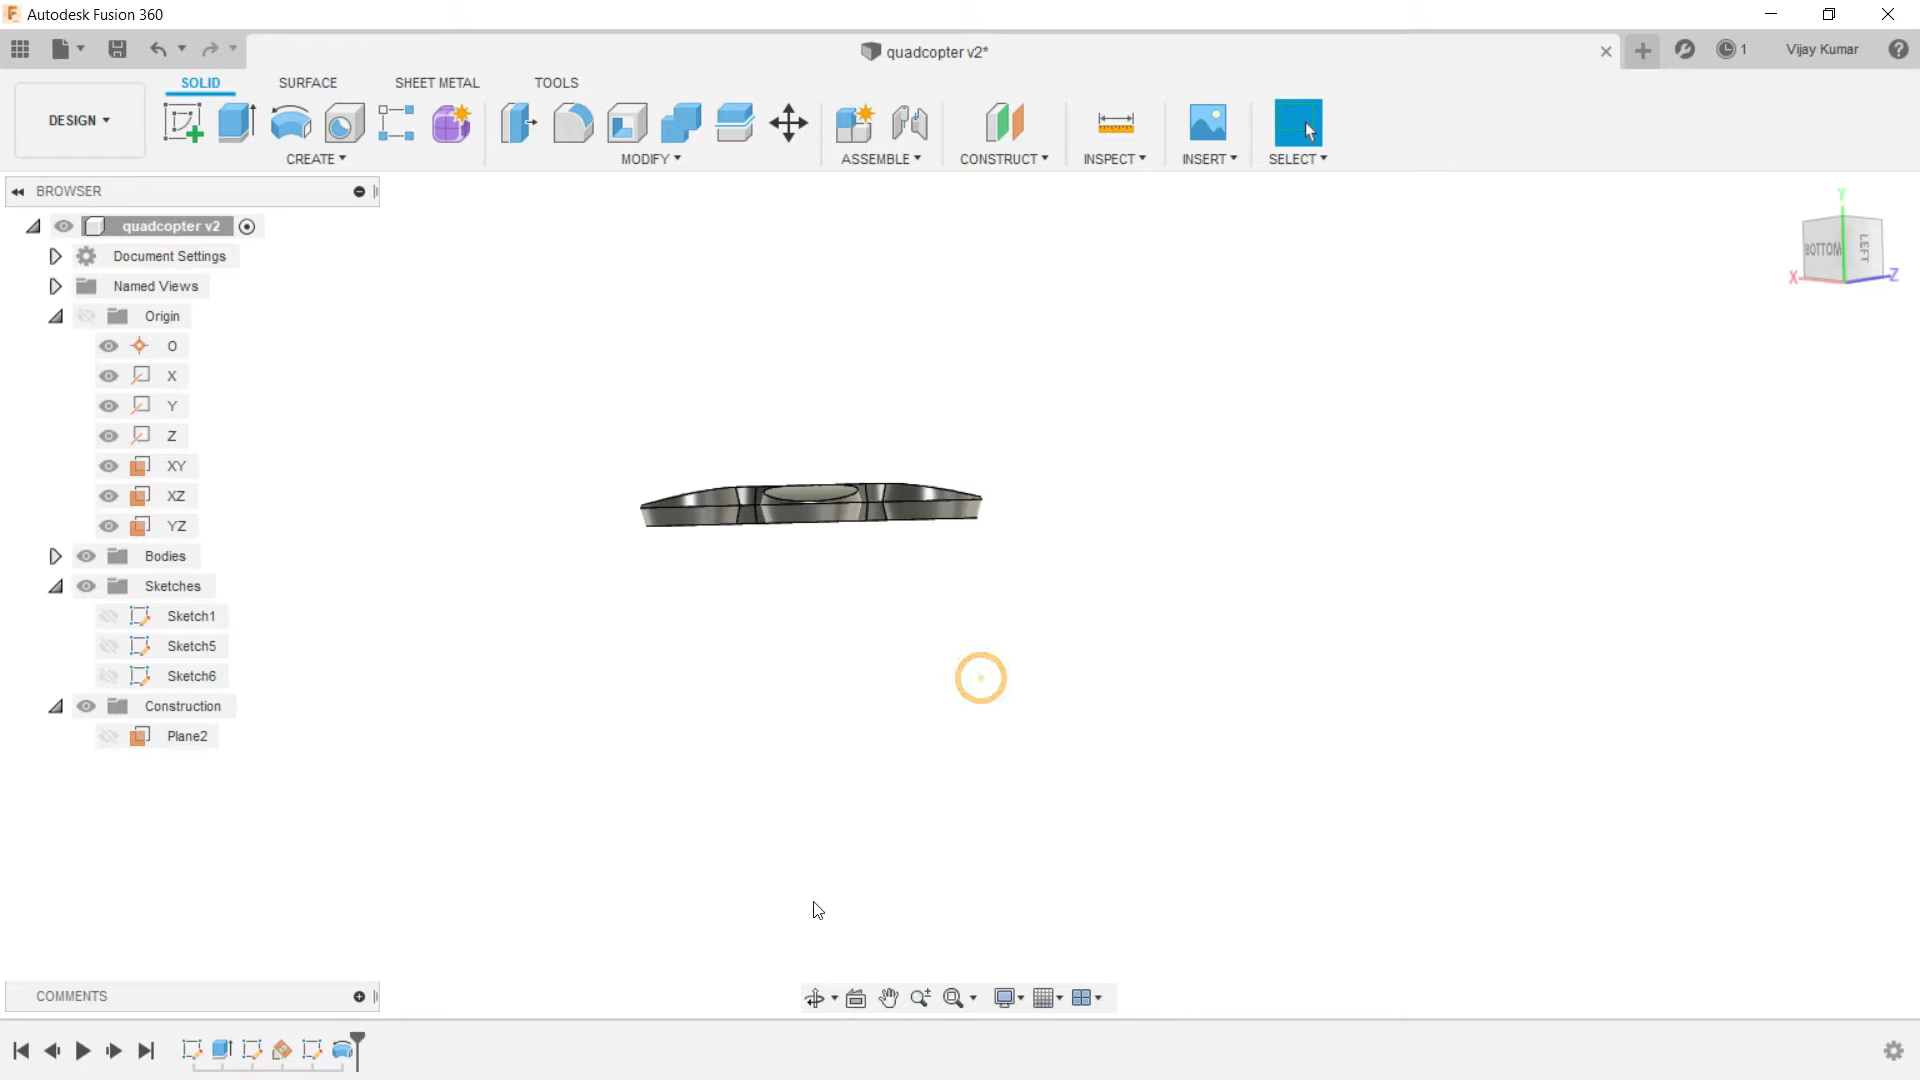 F Autodesk Fusion 360
quadcopter v2*
1
Vijay Kumar
?
DESIGN
SOLID
SURFACE
SHEET METAL
TOOLS
CREATE
MODIFY
ASSEMBLE
CONSTRUCT
INSPECT
INSERT
SELECT
BROWSER
quadcopter v2
Document Settings
Named Views
Origin
O
X
Y
Z
XY
XZ
YZ
Bodies
Sketches
Sketch1
Sketch5
Sketch6
Construction
Plane2
Y
BOTTOM
LEFT
X
Z
COMMENTS